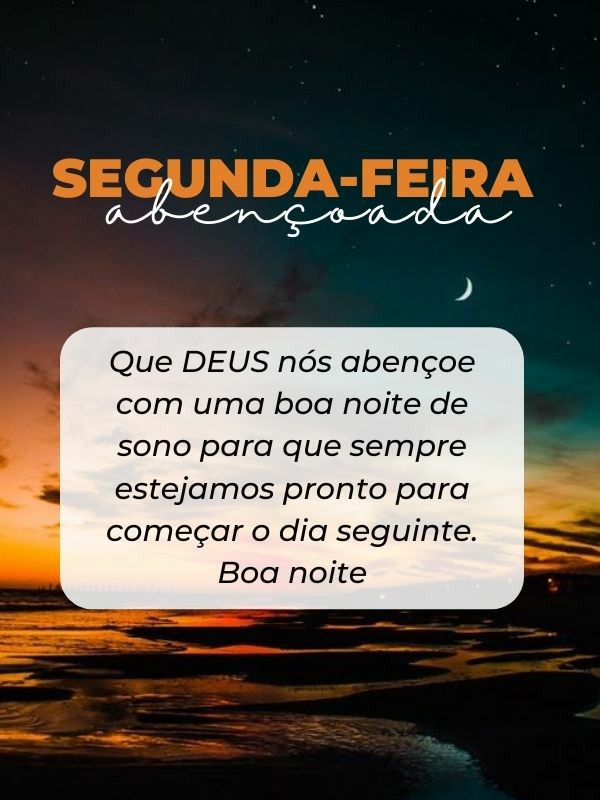 SEGUNDA-FEIRA
abençoada
Que DEUS nós abençoe
com uma boa noite de
sono para que sempre
estejamos pronto para
começar o dia seguinte.
Boa noite